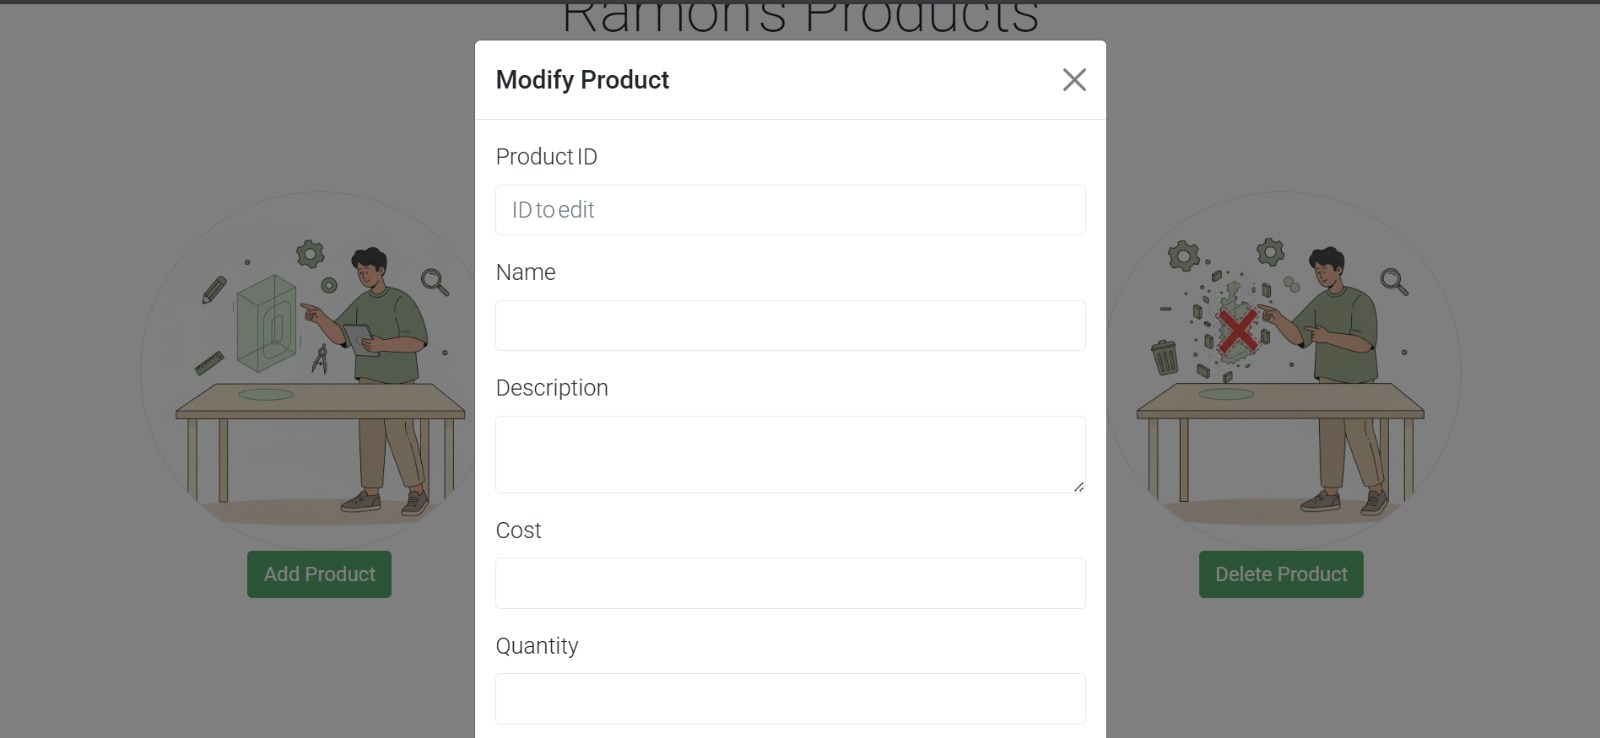 Ramon's Products
Modify Product
Product ID
ID to edit
Name
Description
Cost
Quantity
Add Product
Delete Product